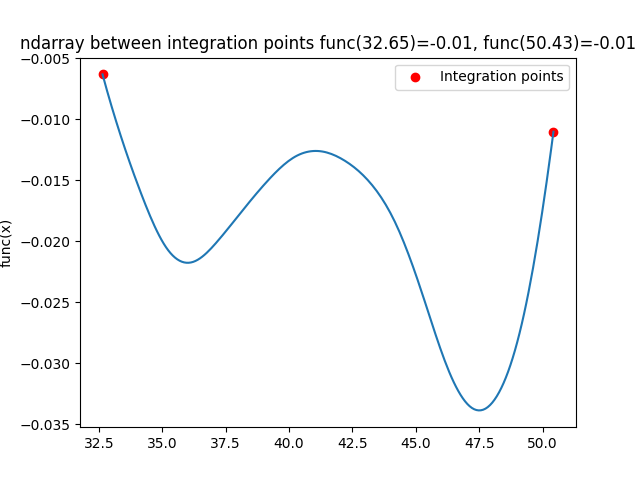 ndarray between integration points func(32.65)=-0.01, func(50.43)=-0.01
Integration points
func(x)
−0.005
−0.010
−0.015
−0.020
−0.025
−0.030
−0.035
32.5 35.0 37.5 40.0 42.5 45.0 47.5 50.0